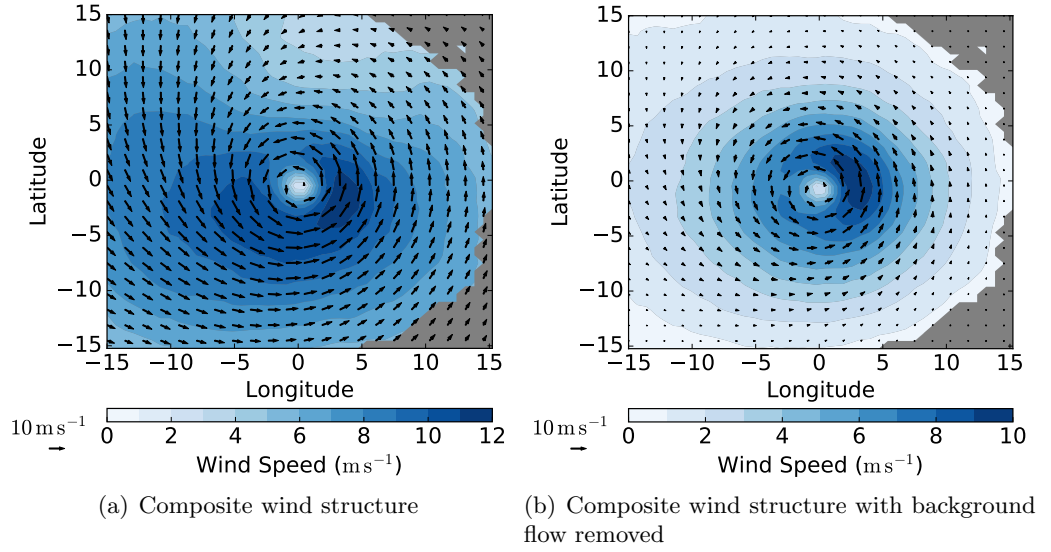 15
10
5
0
−5
−10
−15
Latitude
−15 −10 −5 0 5 10 15
Longitude
10 m s⁻¹
0 2 4 6 8 10 12
Wind Speed (m s⁻¹)
(a) Composite wind structure
15
10
5
0
−5
−10
−15
Latitude
−15 −10 −5 0 5 10 15
Longitude
10 m s⁻¹
0 2 4 6 8 10
Wind Speed (m s⁻¹)
(b) Composite wind structure with background
flow removed